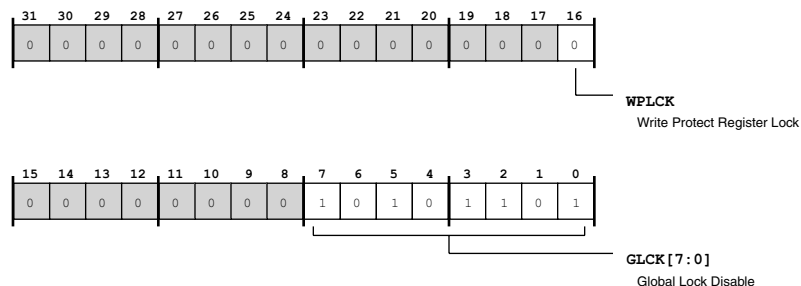 31 30 29 28 27 26 25 24 23 22 21 20 19 18 17 16
0 0 0 0 0 0 0 0 0 0 0 0 0 0 0 0
WPLCK
Write Protect Register Lock
15 14 13 12 11 10 9 8 7 6 5 4 3 2 1 0
0 0 0 0 0 0 0 0 1 0 1 0 1 1 0 1
GLCK[7:0]
Global Lock Disable